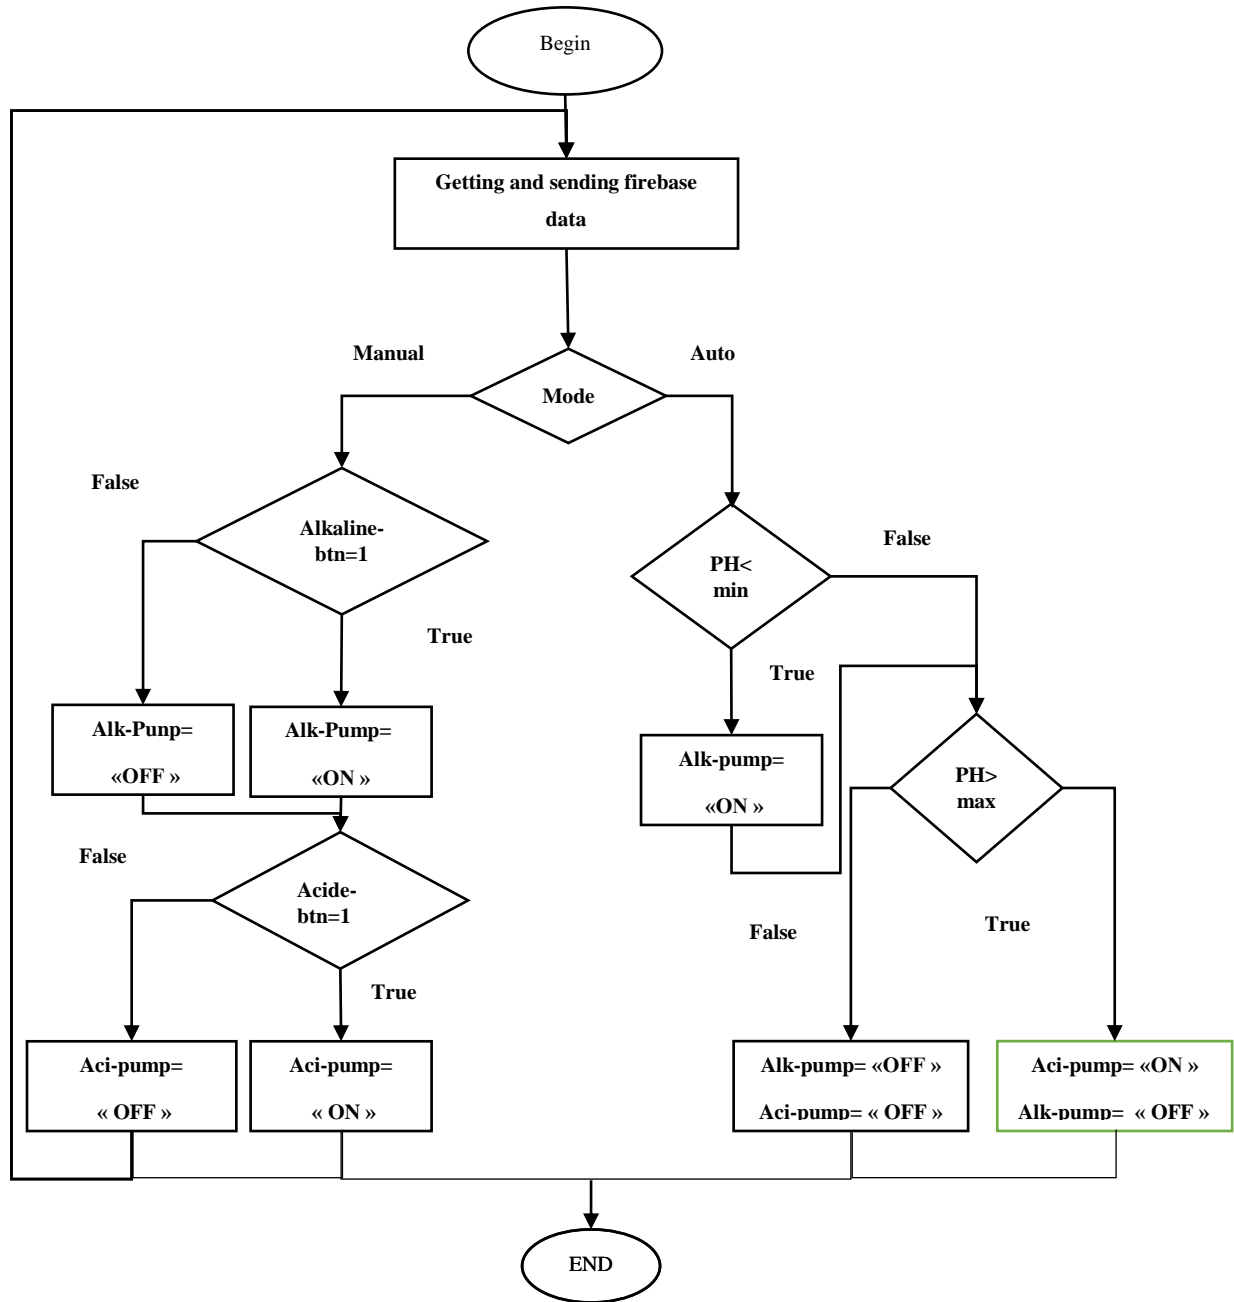 Begin
Getting and sending firebase
data
Manual
Auto
Mode
False
Alkaline-
btn=1
True
PH<
min
False
True
Alk-Punp=
«OFF »
Alk-Pump=
«ON »
Alk-pump=
«ON »
PH>
max
False
Acide-
btn=1
True
False
True
Aci-pump=
« OFF»
Aci-pump=
« ON »
Alk-pump= «OFF »
Aci-pump= « OFF»
Aci-pump= «ON »
Alk-pump= « OFF»
END